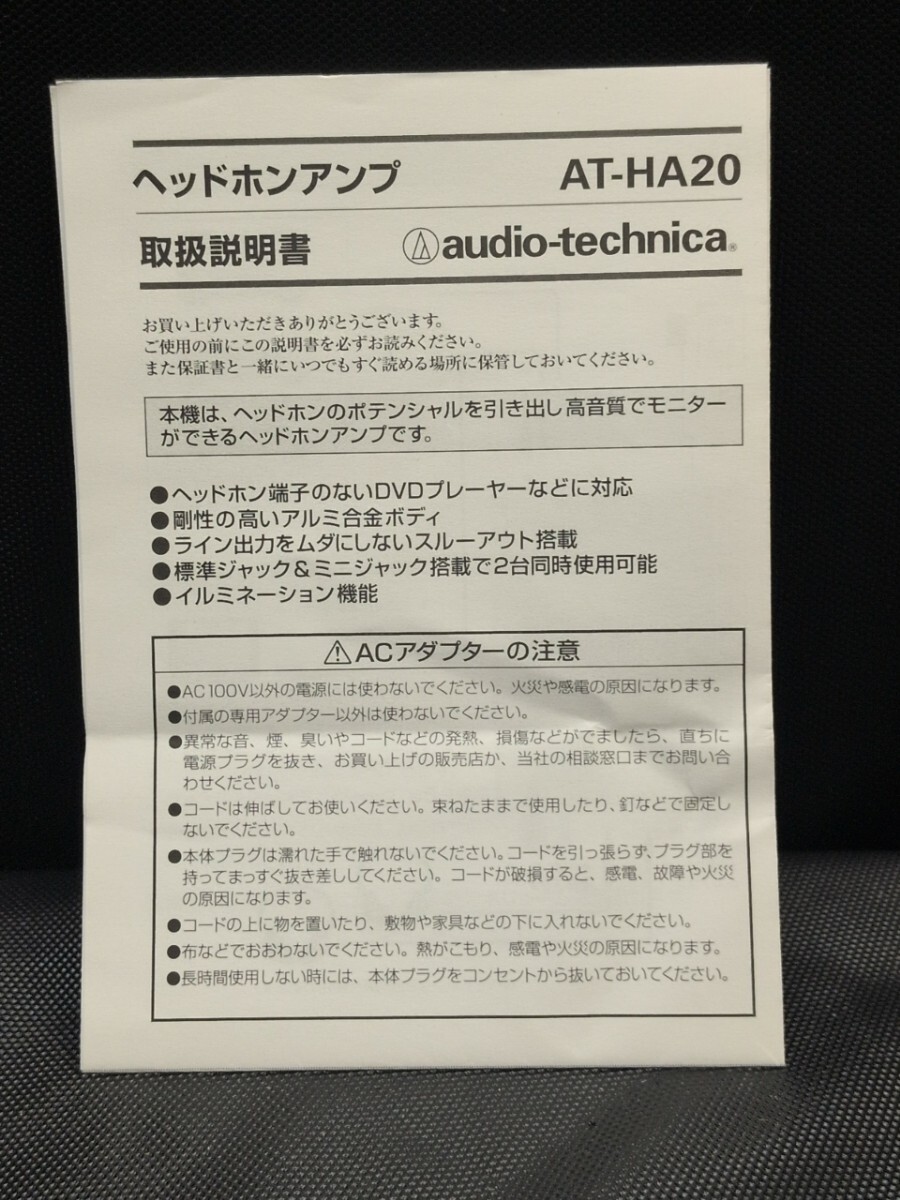 ヘッドホンアンプ AT-HA20
取扱説明書 audio-technica®
お買い上げいただきありがとうございます。
ご使用の前にこの説明書を必ずお読みください。
また保証書と一緒にいつでもすぐ読める場所に保管しておいてください。
本機は、ヘッドホンのポテンシャルを引き出し高音質でモニター
ができるヘッドホンアンプです。
●ヘッドホン端子のないDVDプレーヤーなどに対応
●剛性の高いアルミ合金ボディ
●ライン出力をムダにしないスルーアウト搭載
●標準ジャック&ミニジャック搭載で2台同時使用可能
●イルミネーション機能
⚠ACアダプターの注意
●AC100V以外の電源には使わないでください。火災や感電の原因になります。
●付属の専用アダプター以外は使わないでください。
●異常な音、煙、臭いやコードなどの発熱、損傷などがでましたら、直ちに
電源プラグを抜き、お買い上げの販売店か、当社の相談窓口までお問い合
わせください。
●コードは伸ばしてお使いください。束ねたままで使用したり、釘などで固定し
ないでください。
●本体プラグは濡れた手で触れないでください。コードを引っ張らず、プラグ部を
持ってまっすぐ抜き差ししてください。コードが破損すると、感電、故障や火災
の原因になります。
●コードの上に物を置いたり、敷物や家具などの下に入れないでください。
●布などでおおわないでください。熱がこもり、感電や火災の原因になります。
●長時間使用しない時には、本体プラグをコンセントから抜いておいてください。